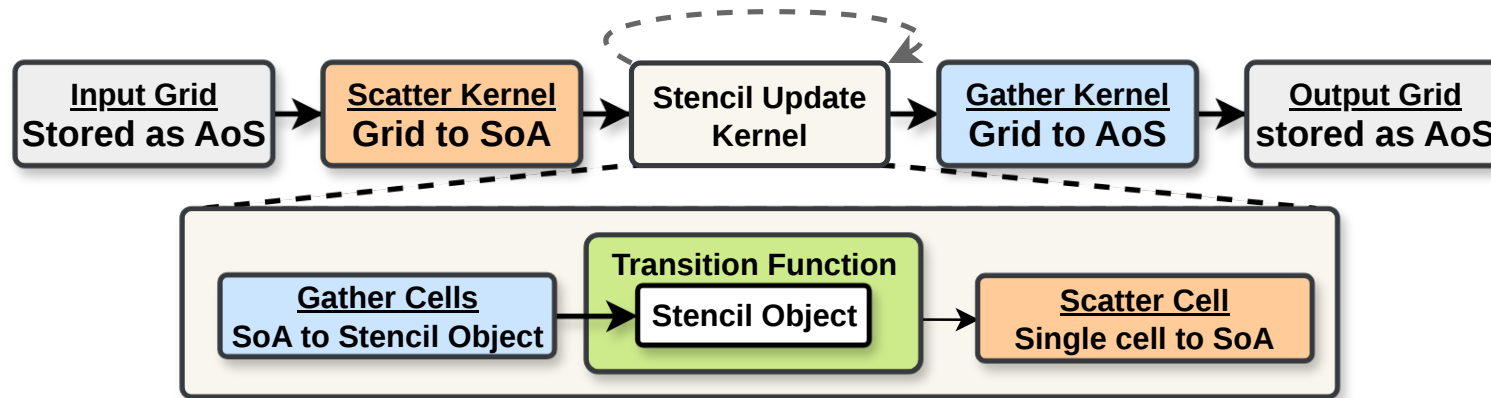 Input Grid
Stored as AoS
Scatter Kernel
Grid to SoA
Stencil Update
Kernel
Gather Kernel
Grid to AoS
Output Grid
stored as AoS
Gather Cells
SoA to Stencil Object
Transition Function
Stencil Object
Scatter Cell
Single cell to SoA